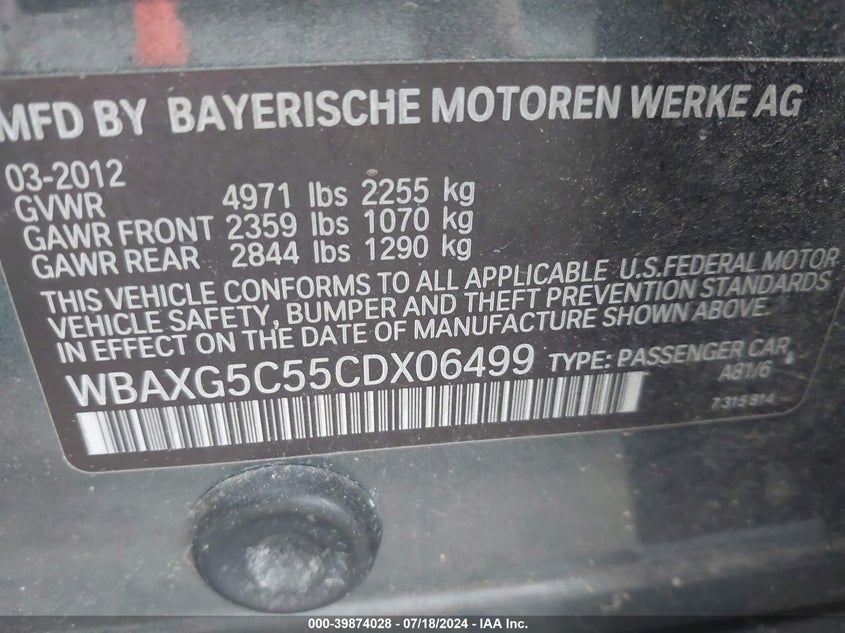 MFD BY BAYERISCHE MOTOREN WERKE AG
03-2012
GVWR 4971 lbs 2255 kg
GAWR FRONT 2359 lbs 1070 kg
GAWR REAR 2844 lbs 1290 kg
THIS VEHICLE CONFORMS TO ALL APPLICABLE U.S.FEDERAL MOTOR
VEHICLE SAFETY, BUMPER AND THEFT PREVENTION STANDARDS
IN EFFECT ON THE DATE OF MANUFACTURE SHOWN ABOVE.
WBAXG5C55CDX06499 TYPE: PASSENGER CAR
A81/6
7315814
000-39874028 - 07/18/2024 - IAA Inc.